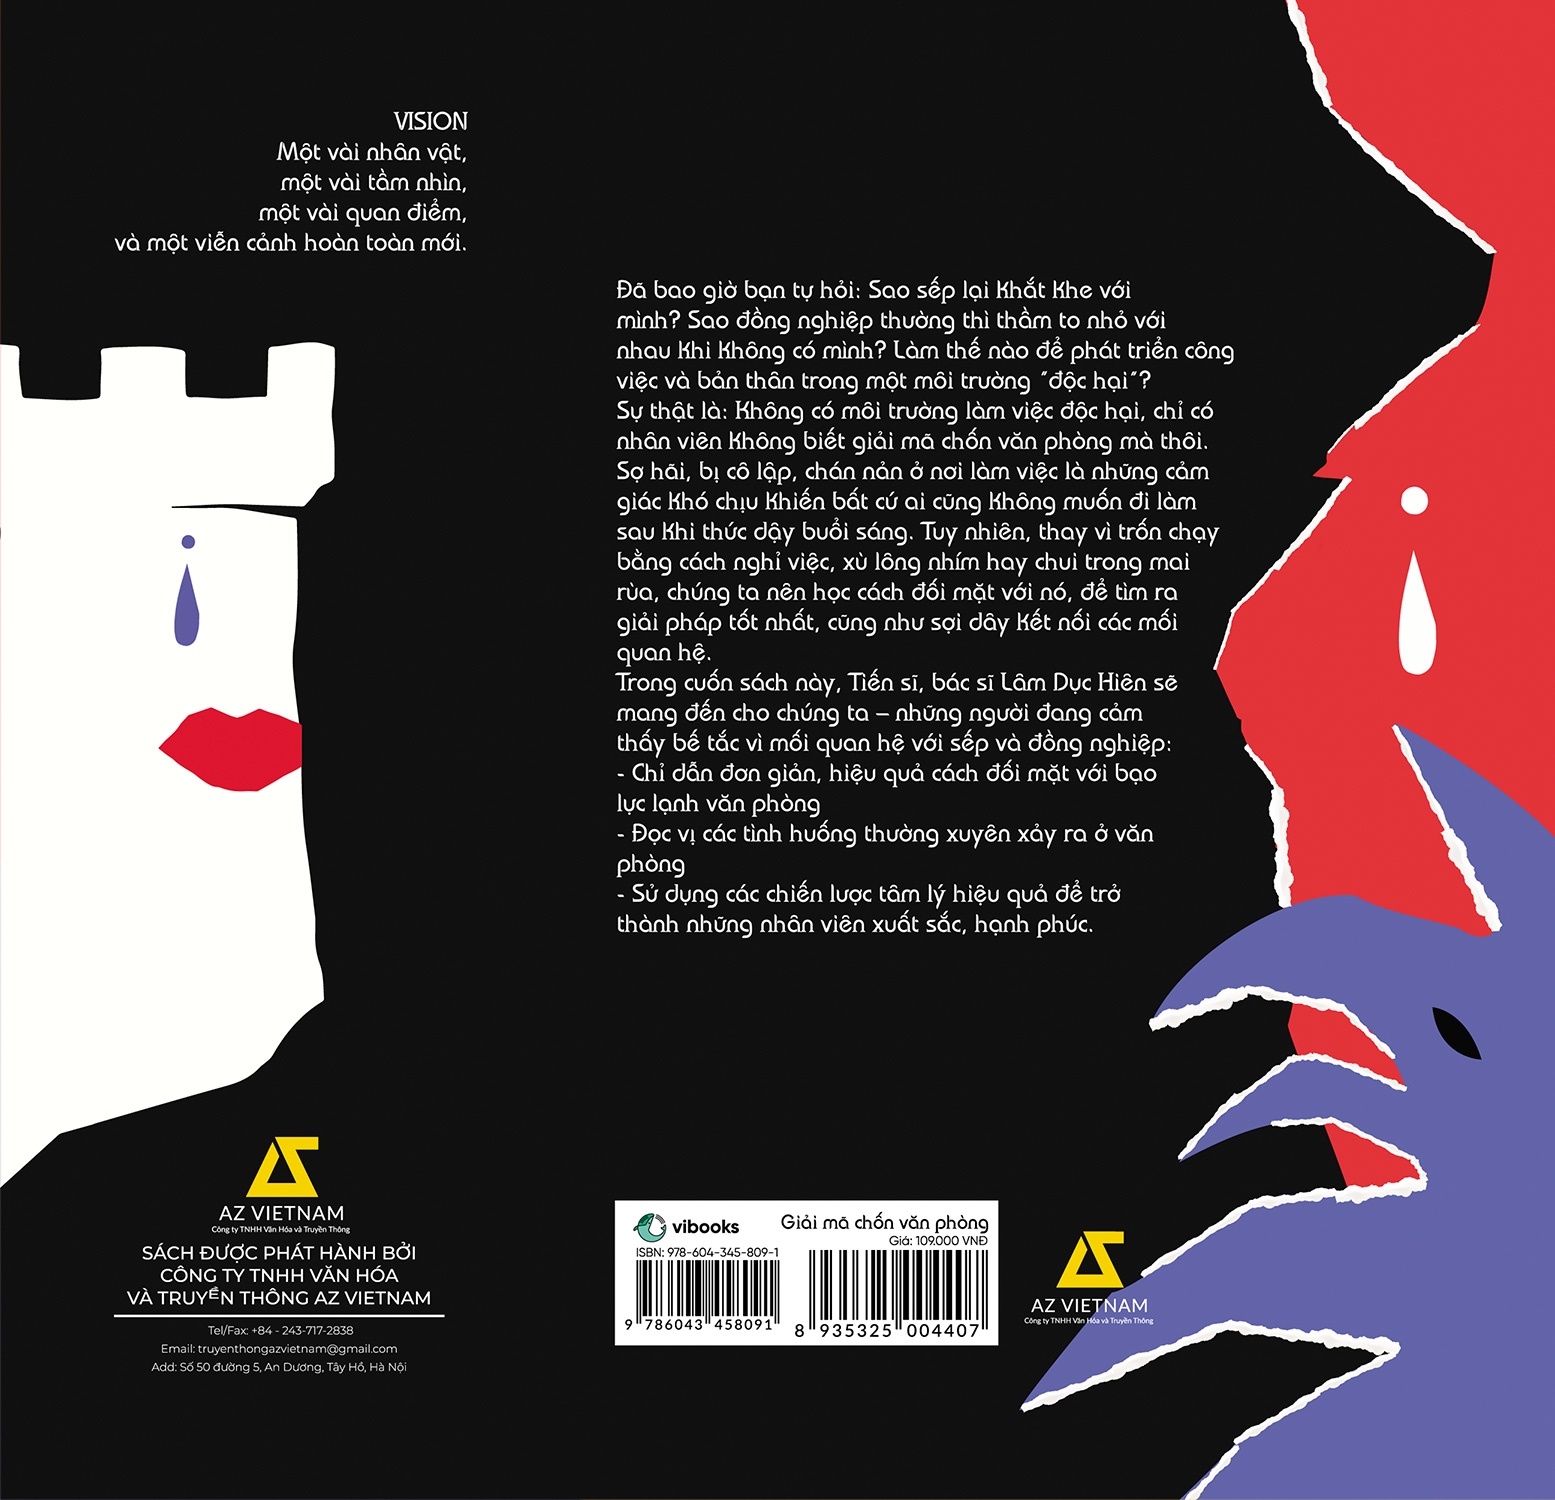 VISION
Một vài nhân vật,
một vài tầm nhìn,
một vài quan điểm,
và một viễn cảnh hoàn toàn mới.
Đã bao giờ bạn tự hỏi: Sao sếp lại khắt khe với
mình? Sao đồng nghiệp thường thì thầm to nhỏ với
nhau khi không có mình? Làm thế nào để phát triển công
việc và bản thân trong một môi trường "độc hại"?
Sự thật là: Không có môi trường làm việc độc hại, chỉ có
nhân viên không biết giải mã chốn văn phòng mà thôi.
Sợ hãi, bị cô lập, chán nản ở nơi làm việc là những cảm
giác khó chịu khiến bất cứ ai cũng không muốn đi làm
sau khi thức dậy buổi sáng. Tuy nhiên, thay vì trốn chạy
bằng cách nghỉ việc, xù lông nhím hay chui trong mai
rùa, chúng ta nên học cách đối mặt với nó, để tìm ra
giải pháp tốt nhất, cũng như sợi dây kết nối các mối
quan hệ.
Trong cuốn sách này, Tiến sĩ, bác sĩ Lâm Dục Hiên sẽ
mang đến cho chúng ta – những người đang cảm
thấy bế tắc vì mối quan hệ với sếp và đồng nghiệp:
- Chỉ dẫn đơn giản, hiệu quả cách đối mặt với bạo
lực lạnh văn phòng
- Đọc vị các tình huống thường xuyên xảy ra ở văn
phòng
- Sử dụng các chiến lược tâm lý hiệu quả để trở
thành những nhân viên xuất sắc, hạnh phúc.
AZ VIETNAM
Công ty TNHH Văn Hóa và Truyền Thông
SÁCH ĐƯỢC PHÁT HÀNH BỞI
CÔNG TY TNHH VĂN HÓA
VÀ TRUYỀN THÔNG AZ VIETNAM
Tel/Fax: +84 - 243-717-2838
Email: truyenthongazvietnam@gmail.com
Add: Số 50 đường 5, An Dương, Tây Hồ, Hà Nội
vibooks
Giải mã chốn văn phòng
Giá: 109.000 VNĐ
ISBN: 978-604-345-809-1
9 786043 458091
8 935325 004407
AZ VIETNAM
Công ty TNHH Văn Hóa và Truyền Thông